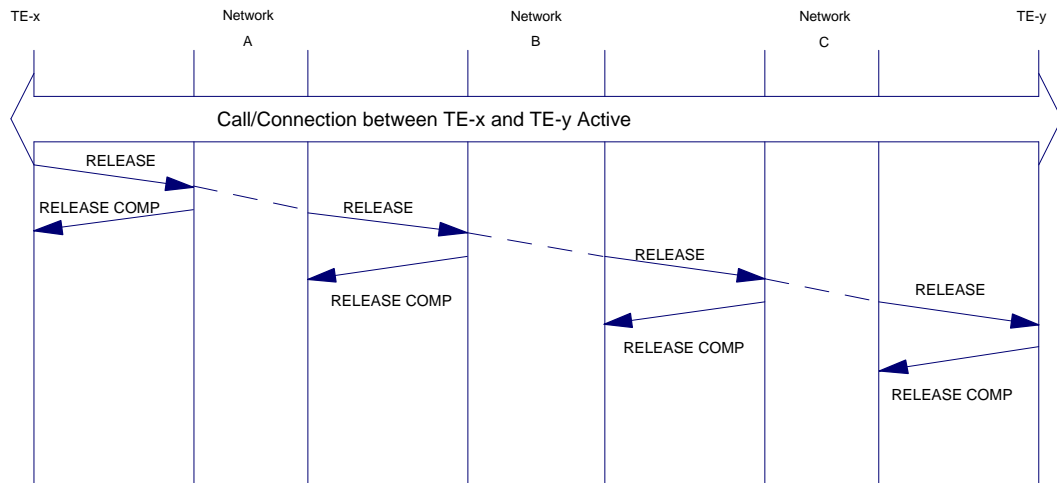 TE-x
Network
A
Network
B
Network
C
TE-y
Call/Connection between TE-x and TE-y Active
RELEASE
RELEASE COMP
RELEASE
RELEASE COMP
RELEASE
RELEASE COMP
RELEASE
RELEASE COMP